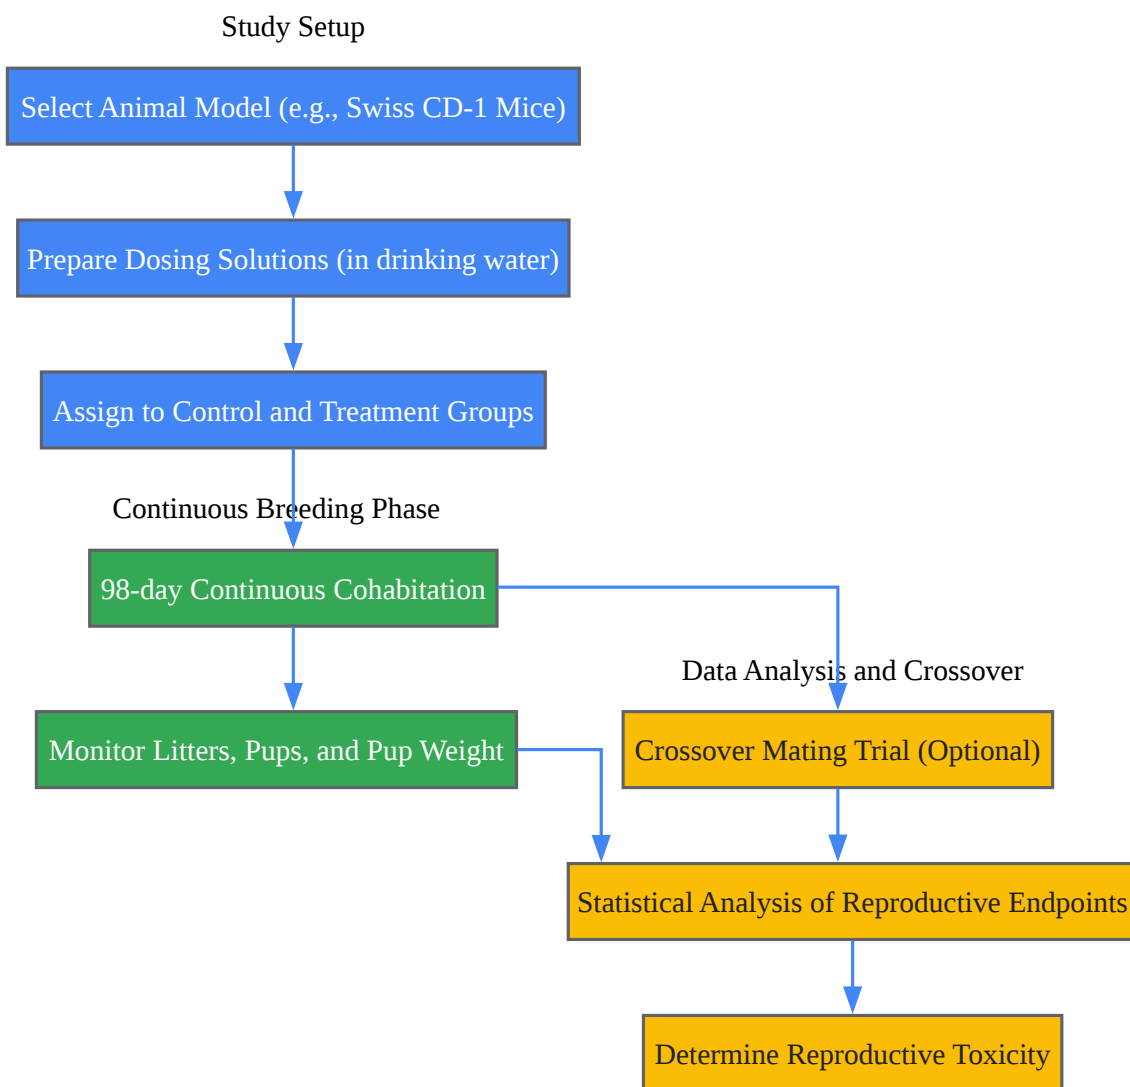 Study Setup
Select Animal Model (e.g., Swiss CD-1 Mice)
Prepare Dosing Solutions (in drinking water)
Assign to Control and Treatment Groups
Continuous Breeding Phase
98-day Continuous Cohabitation
Monitor Litters, Pups, and Pup Weight
Data Analysis and Crossover
Crossover Mating Trial (Optional)
Statistical Analysis of Reproductive Endpoints
Determine Reproductive Toxicity